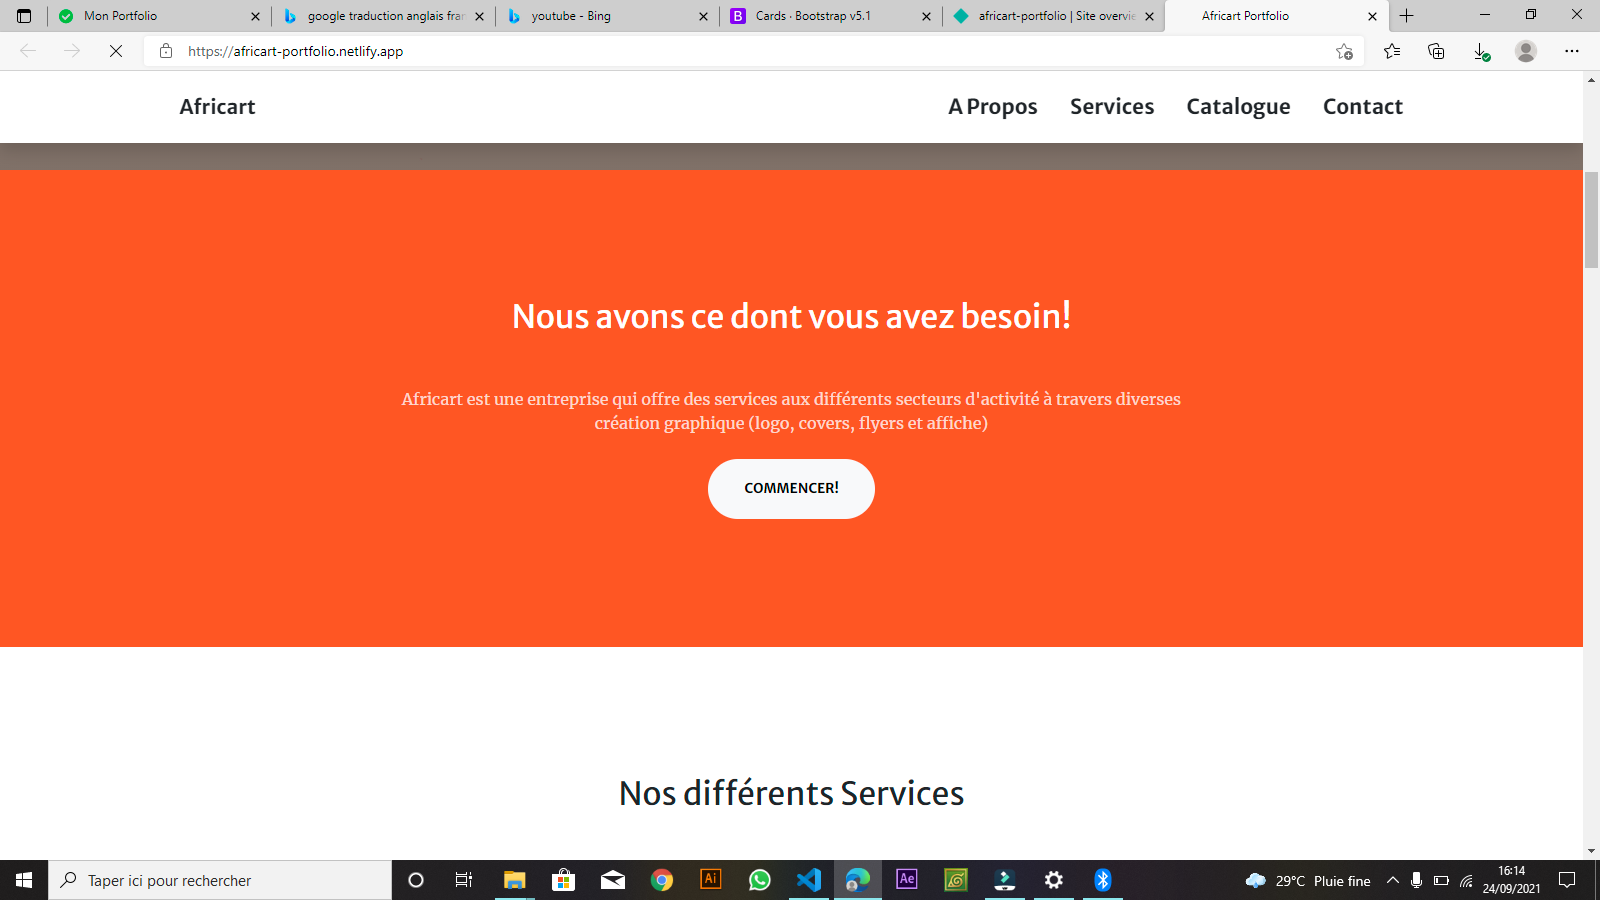 Mon Portfolio
google traduction anglais fran
youtube - Bing
B Cards · Bootstrap v5.1
africart-portfolio | Site overvie
Africart Portfolio
https://africart-portfolio.netlify.app
Africart
A Propos Services Catalogue Contact
Nous avons ce dont vous avez besoin!
Africart est une entreprise qui offre des services aux différents secteurs d'activité à travers diverses
création graphique (logo, covers, flyers et affiche)
COMMENCER!
Nos différents Services
Taper ici pour rechercher
Ai
Ae
29°C Pluie fine
16:14
24/09/2021